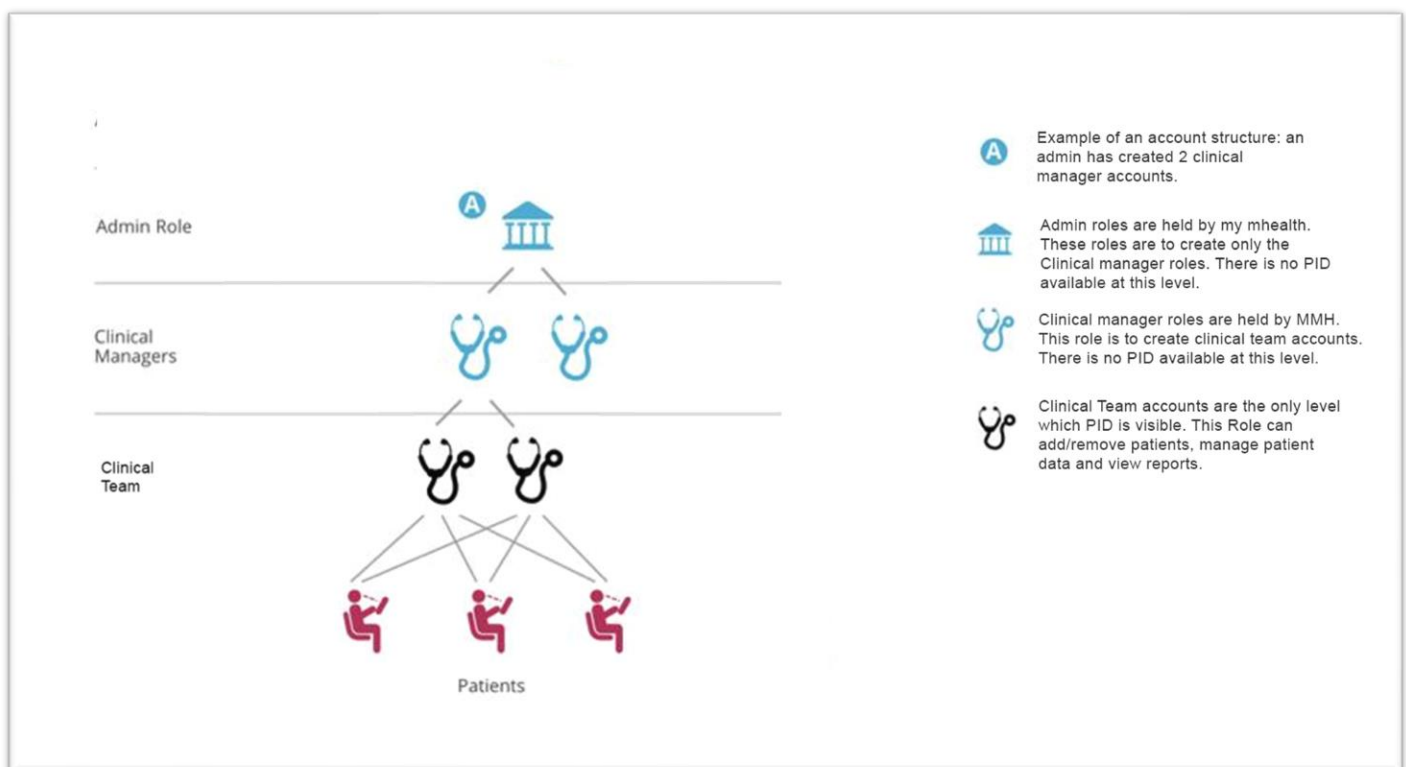 Admin Role
Clinical
Managers
Clinical
Team
Patients
A
A
Example of an account structure: an
admin has created 2 clinical
manager accounts.
Admin roles are held by my mhealth.
These roles are to create only the
Clinical manager roles. There is no PID
available at this level.
Clinical manager roles are held by MMH.
This role is to create clinical team accounts.
There is no PID available at this level.
Clinical Team accounts are the only level
which PID is visible. This Role can
add/remove patients, manage patient
data and view reports.